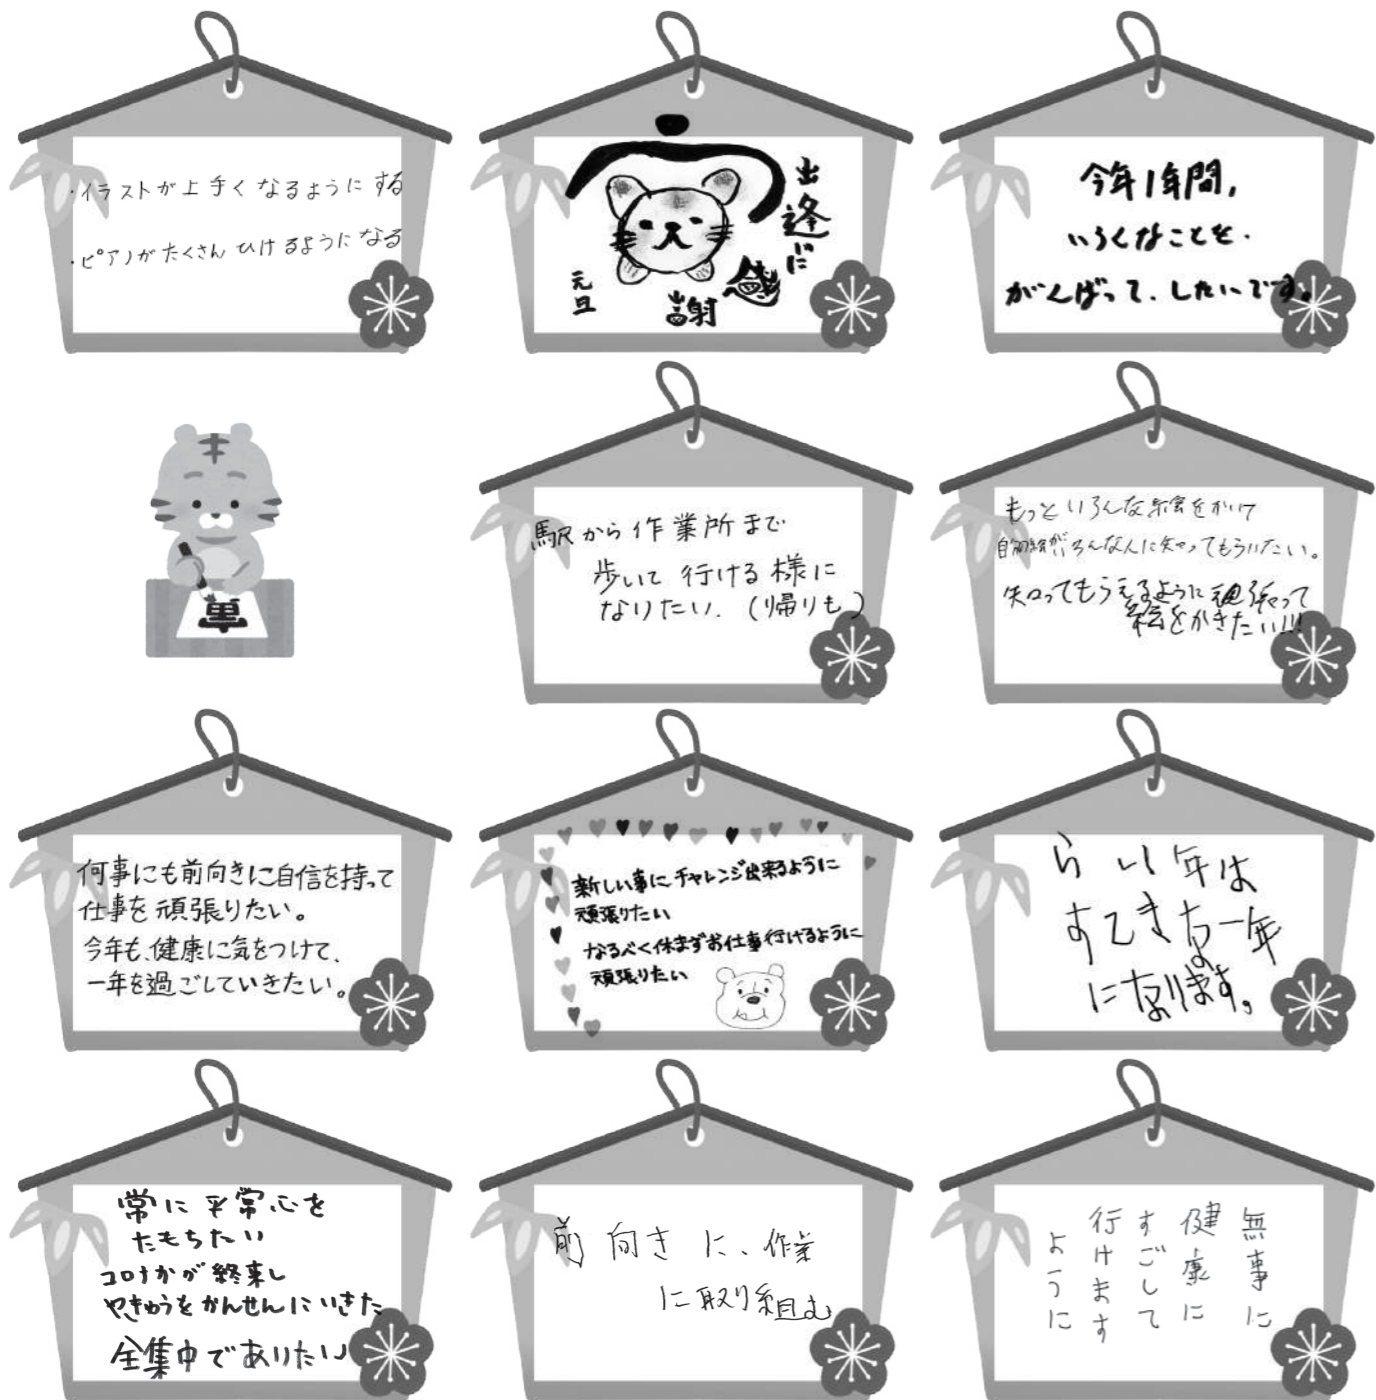 ・イラストが上手くなるようにする
・ピアノがたくさんひけるようになる
出逢に
感謝
元旦
今年1年間,
いろんなことを.
がんばって、したいです。
駅から作業所まで
歩いて行ける様に
なりたい.(帰りも)
もっといろんな絵をかいて
自分の絵がいろんな人に知ってもらいたい。
知ってもらえるように頑張って
絵をかきたい!!!
何事にも前向きに自信を持って
仕事を頑張りたい。
今年も、健康に気をつけて、
一年を過ごしていきたい。
新しい事にチャレンジ出来るように
頑張りたい
なるべく休まずお仕事行けるように
頑張りたい
らい年は
すてきな一年
になります。
常に平常心を
たもちたい
コロナかが終束し
やきゅうをかんせんにいきた
全集中でありたい
前向きに、作業
に取り組む
無事に
健康に
すごして
行けます
ように